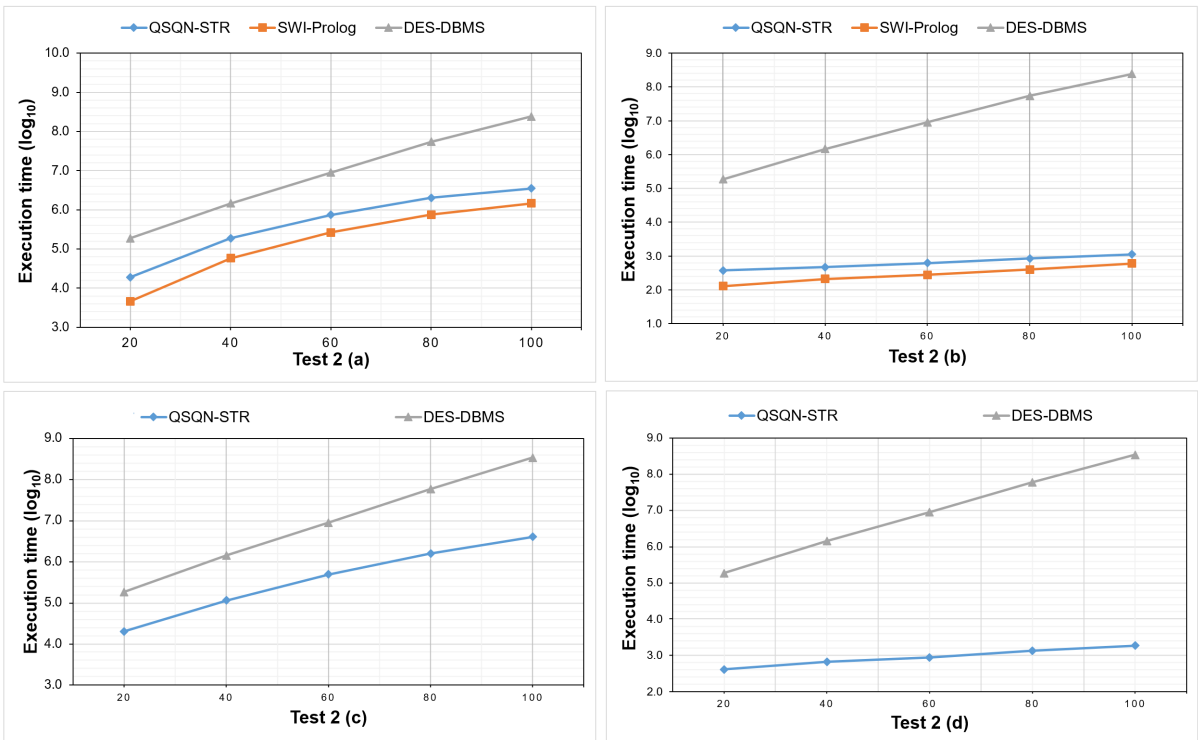 QSQN-STR SWI-Prolog DES-DBMS
Execution time (log10)
10.0
9.0
8.0
7.0
6.0
5.0
4.0
3.0
20 40 60 80 100
Test 2 (a)
QSQN-STR SWI-Prolog DES-DBMS
Execution time (log10)
9.0
8.0
7.0
6.0
5.0
4.0
3.0
2.0
1.0
20 40 60 80 100
Test 2 (b)
QSQN-STR DES-DBMS
Execution time (log10)
9.0
8.0
7.0
6.0
5.0
4.0
3.0
20 40 60 80 100
Test 2 (c)
QSQN-STR DES-DBMS
Execution time (log10)
9.0
8.0
7.0
6.0
5.0
4.0
3.0
2.0
20 40 60 80 100
Test 2 (d)